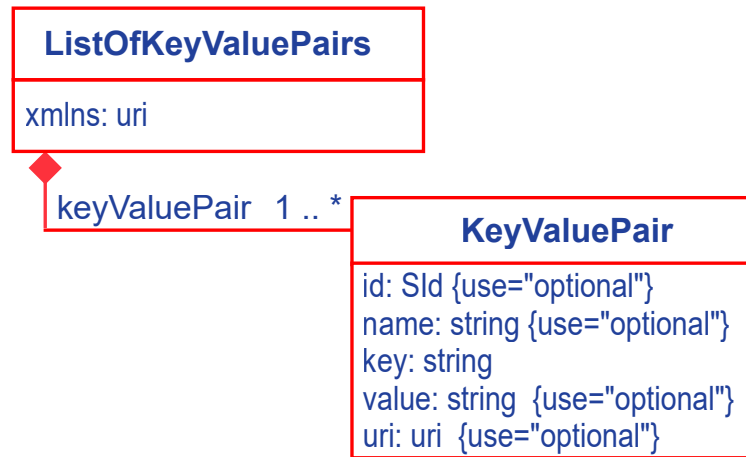 ListOfKeyValuePairs
xmlns: uri
keyValuePair 1 .. *
KeyValuePair
id: SId {use="optional"}
name: string {use="optional"}
key: string
value: string {use="optional"}
uri: uri {use="optional"}